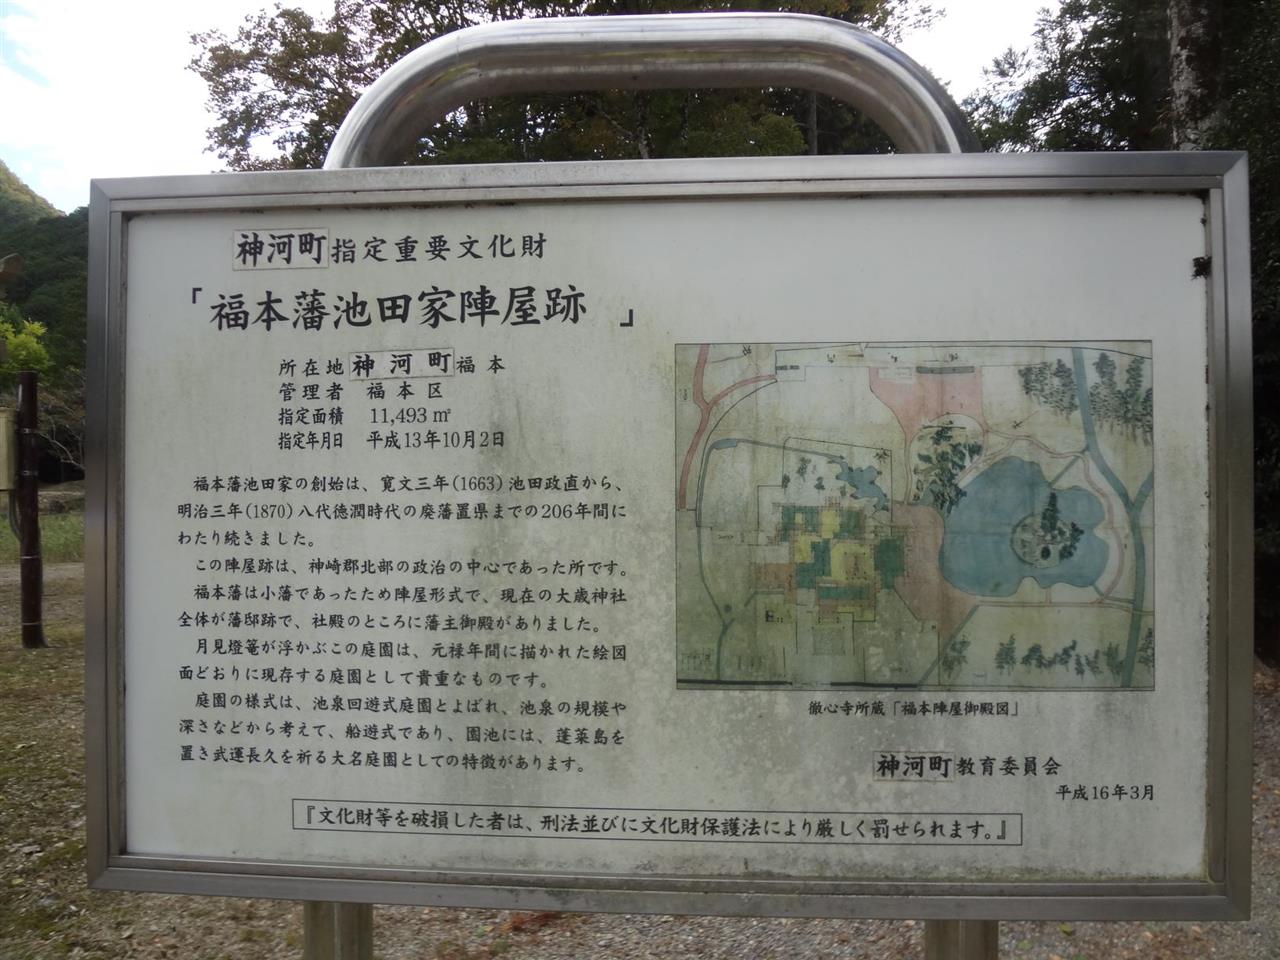 神河町指定重要文化財
「福本藩池田家陣屋跡　」
所在地 神河町福本
管理者　福本区
指定面積　11,493㎡
指定年月日　平成13年10月2日
福本藩池田家の創始は、寛文三年(1663)池田政直から、
明治三年(1870)八代徳潤時代の廃藩置県までの206年間に
わたり続きました。
この陣屋跡は、神崎郡北部の政治の中心であった所です。
福本藩は小藩であったため陣屋形式で、現在の大歳神社
全体が藩邸跡で、社殿のところに藩主御殿がありました。
月見燈篭が浮かぶこの庭園は、元禄年間に描かれた絵図
面どおりに現存する庭園として貴重なものです。
庭園の様式は、池泉回遊式庭園とよばれ、池泉の規模や
深さなどから考えて、船遊式であり、園池には、蓬莱島を
置き武運長久を祈る大名庭園としての特徴があります。
徹心寺所蔵「福本陣屋御殿図」
神河町教育委員会
平成16年3月
『文化財等を破損した者は、刑法並びに文化財保護法により厳しく罰せられます。』